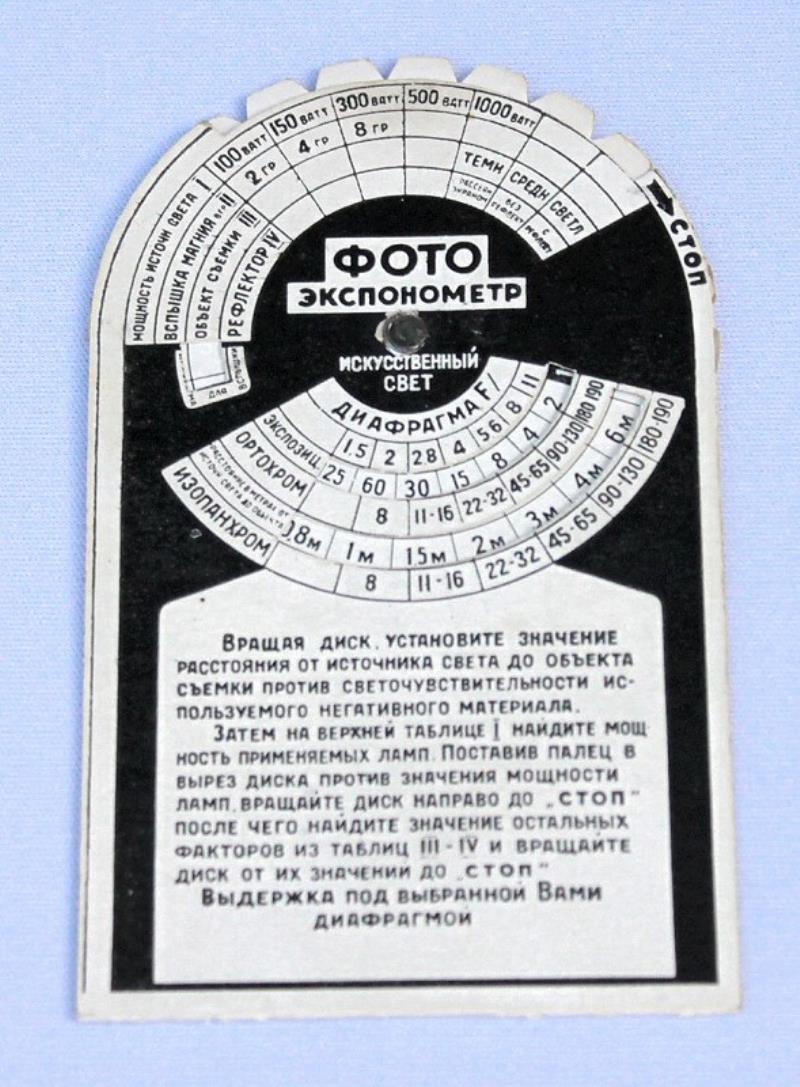 МОЩНОСТЬ ИСТОЧН СВЕТА I 100 ВАТТ 150 ВАТТ 300 ВАТТ 500 ВАТТ 1000 ВАТТ
ВСПЫШКА МАГНИЯ II 2 ГР 4 ГР 8 ГР
ОБЪЕКТ СЪЕМКИ III ТЕМН СРЕДН СВЕТЛ
РЕФЛЕКТОР IV БЕЗ РЕФЛЕКТ
СТОП
ФОТО
ЭКСПОНОМЕТР
ИСКУССТВЕННЫЙ
СВЕТ
ДЛЯ ВСПЫШКИ
ДИАФРАГМА F/
1.5 2 2 8 4 5 6 8 11
ЭКСПОЗИЦ. 25 60 30 15 8 4 2 1
ОРТОХРОМ 8 11-16 22-32 45-65 90-130 180-190
0,8м 1м 1,5м 2м 3м 4м 6м
ИЗОПАНХРОМ 8 11-16 22-32 45-65 90-130 180-190
ВРАЩАЯ ДИСК, УСТАНОВИТЕ ЗНАЧЕНИЕ
РАССТОЯНИЯ ОТ ИСТОЧНИКА СВЕТА ДО ОБЪЕКТА
СЪЕМКИ ПРОТИВ СВЕТОЧУВСТВИТЕЛЬНОСТИ ИС-
ПОЛЬЗУЕМОГО НЕГАТИВНОГО МАТЕРИАЛА.
ЗАТЕМ НА ВЕРХНЕЙ ТАБЛИЦЕ I НАЙДИТЕ МОЩ
НОСТЬ ПРИМЕНЯЕМЫХ ЛАМП. ПОСТАВИВ ПАЛЕЦ В
ВЫРЕЗ ДИСКА ПРОТИВ ЗНАЧЕНИЯ МОЩНОСТИ
ЛАМП, ВРАЩАЙТЕ ДИСК НАПРАВО ДО „СТОП"
ПОСЛЕ ЧЕГО НАЙДИТЕ ЗНАЧЕНИЕ ОСТАЛЬНЫХ
ФАКТОРОВ ИЗ ТАБЛИЦ III-IV И ВРАЩАЙТЕ
ДИСК ОТ ИХ ЗНАЧЕНИЙ ДО „СТОП"
ВЫДЕРЖКА ПОД ВЫБРАННОЙ ВАМИ
ДИАФРАГМОЙ